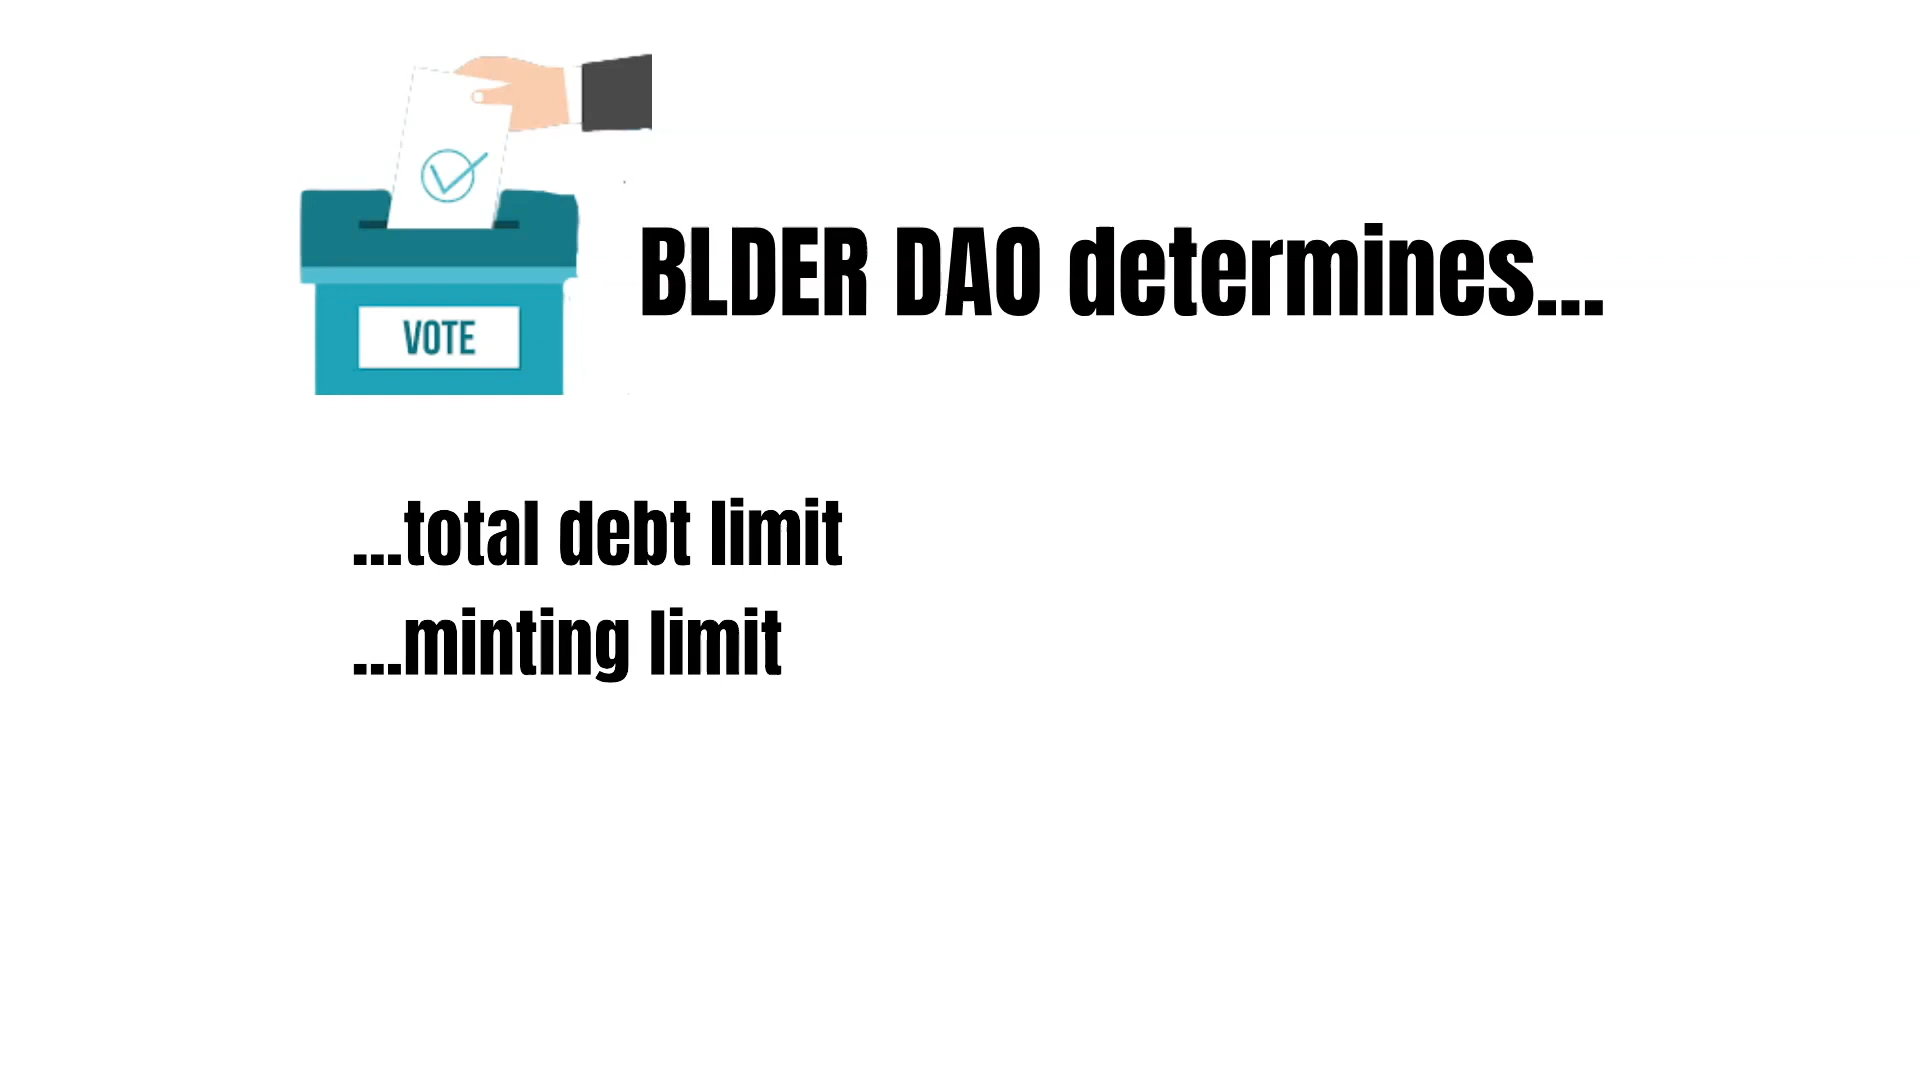 VOTE
BLDER DAO determines...
...total debt limit
...minting limit